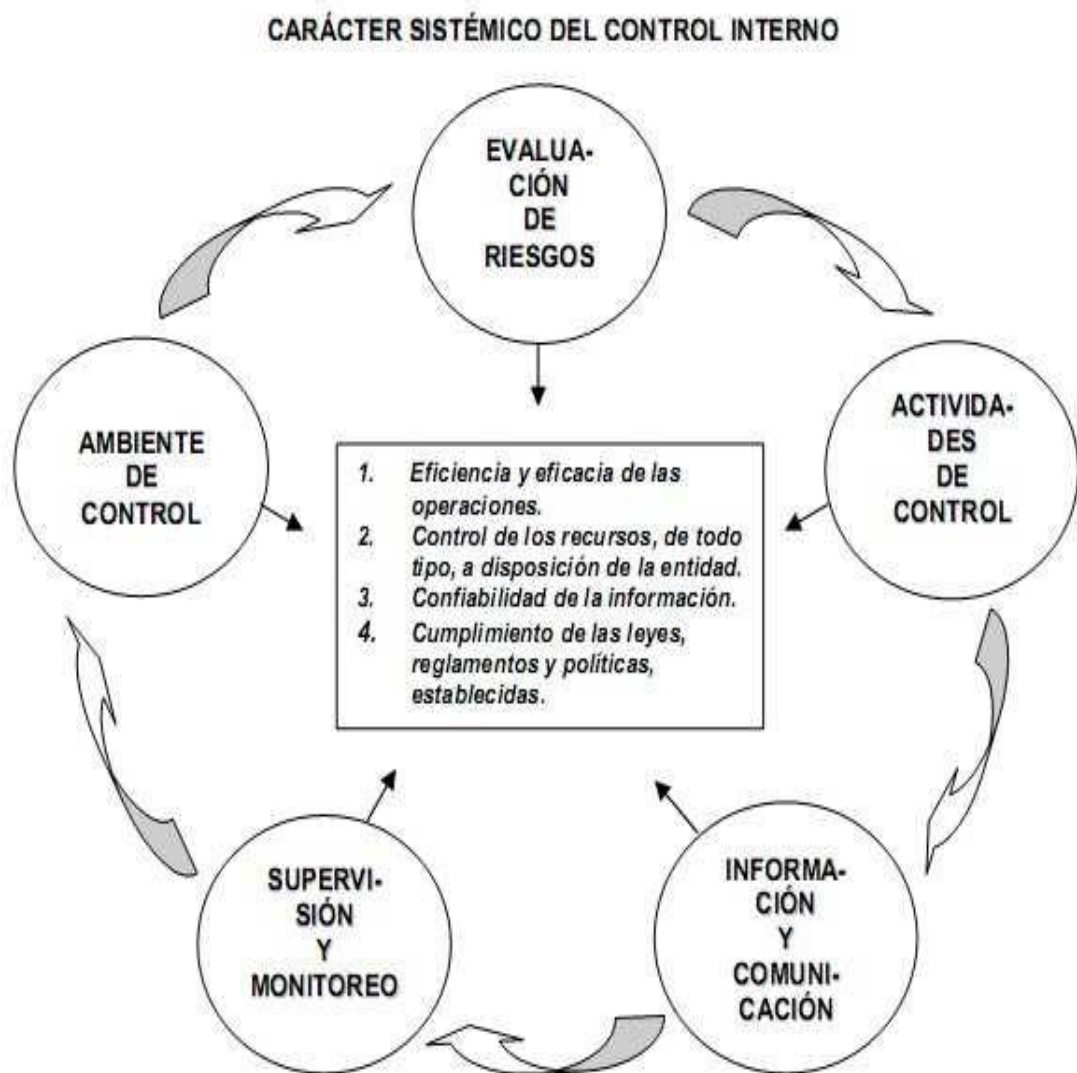 CARÁCTER SISTÉMICO DEL CONTROL INTERNO
EVALUA-
CIÓN
DE
RIESGOS
AMBIENTE
DE
CONTROL
ACTIVIDA-
DES
DE
CONTROL
1. Eficiencia y eficacia de las
operaciones.
2. Control de los recursos, de todo
tipo, a disposición de la entidad.
3. Confiabilidad de la información.
4. Cumplimiento de las leyes,
reglamentos y políticas,
establecidas.
SUPERVI-
SIÓN
Y
MONITOREO
INFORMA-
CIÓN
Y
COMUNI-
CACIÓN